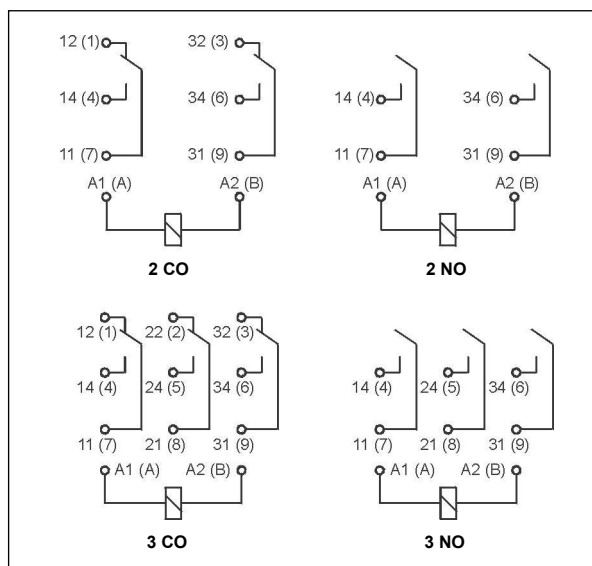 12 (1)
14 (4)
11 (7)
A1 (A)
32 (3)
34 (6)
31 (9)
A2 (B)
2 CO
14 (4)
11 (7)
A1 (A)
34 (6)
31 (9)
A2 (B)
2 NO
12 (1)
22 (2)
32 (3)
14 (4)
24 (5)
34 (6)
11 (7)
21 (8)
31 (9)
A1 (A)
A2 (B)
3 CO
14 (4)
24 (5)
34 (6)
11 (7)
21 (8)
31 (9)
A1 (A)
A2 (B)
3 NO